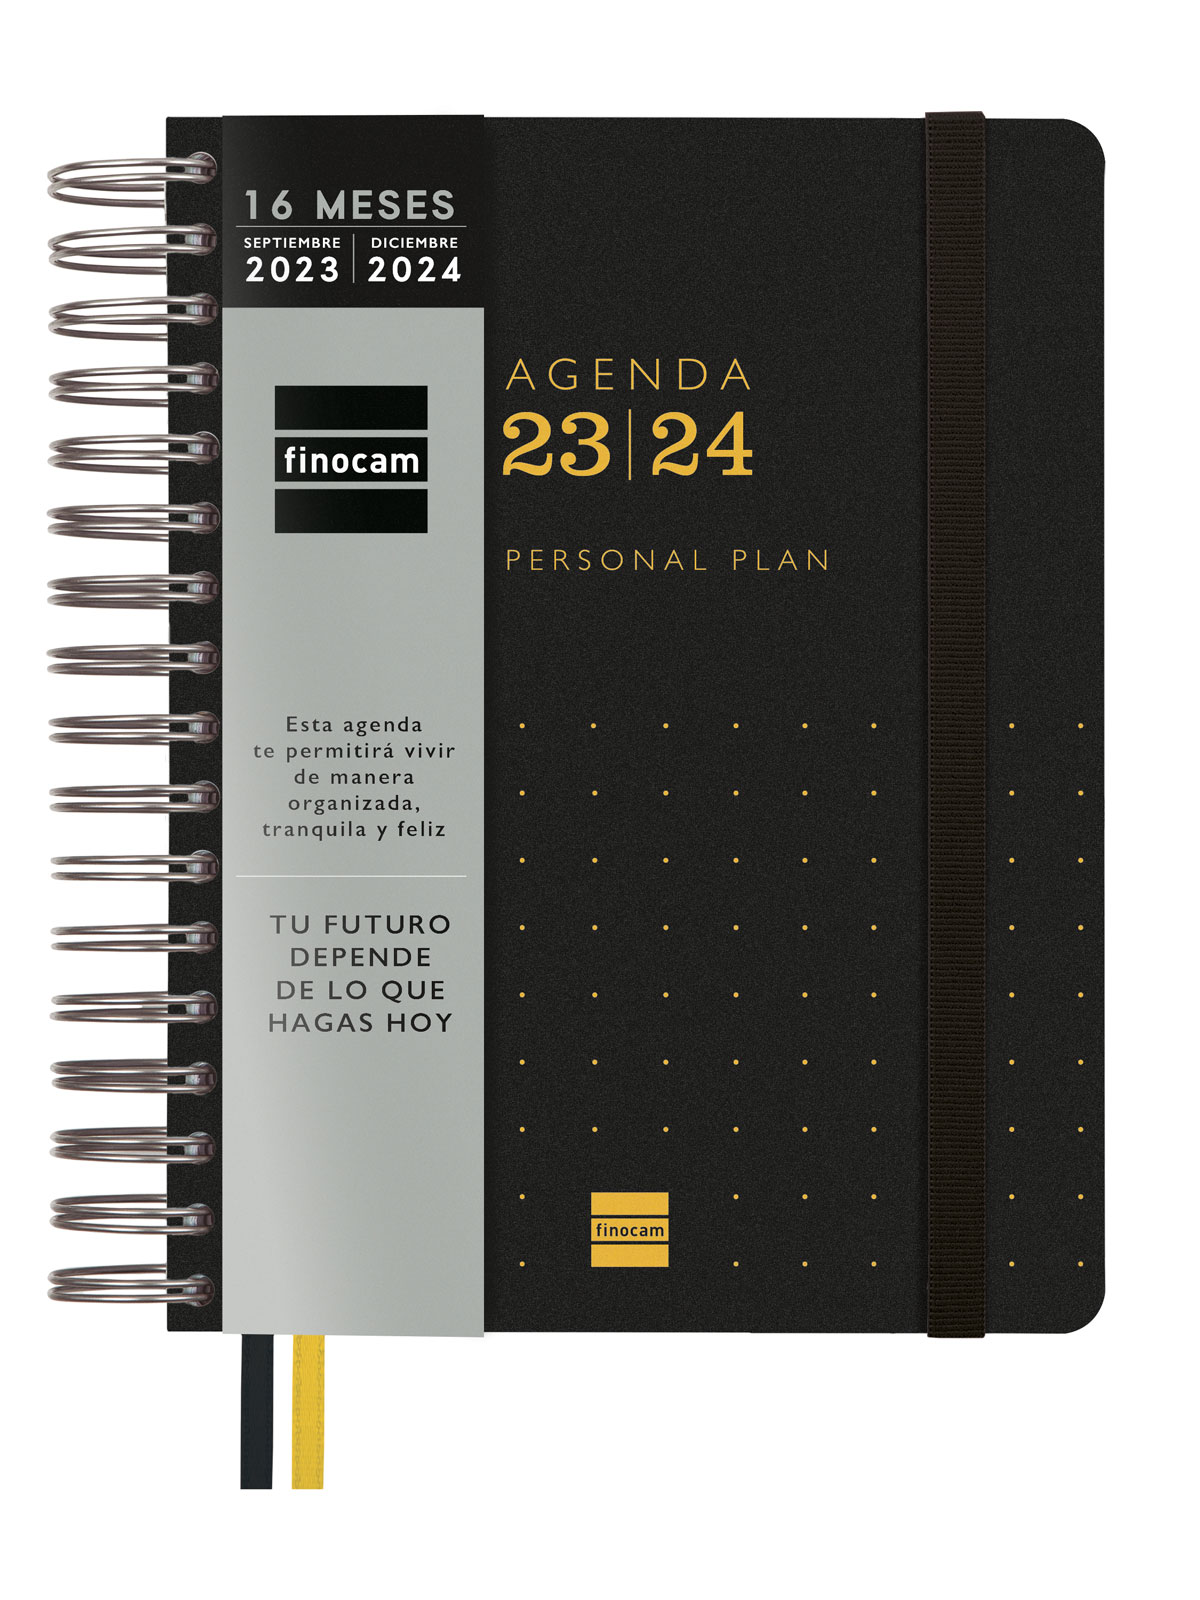 16 MESES
SEPTIEMBRE | DICIEMBRE
2023 | 2024
finocam
Esta agenda
te permitirá vivir
de manera
organizada,
tranquila y feliz
TU FUTURO
DEPENDE
DE LO QUE
HAGAS HOY
AGENDA
23|24
PERSONAL PLAN
finocam